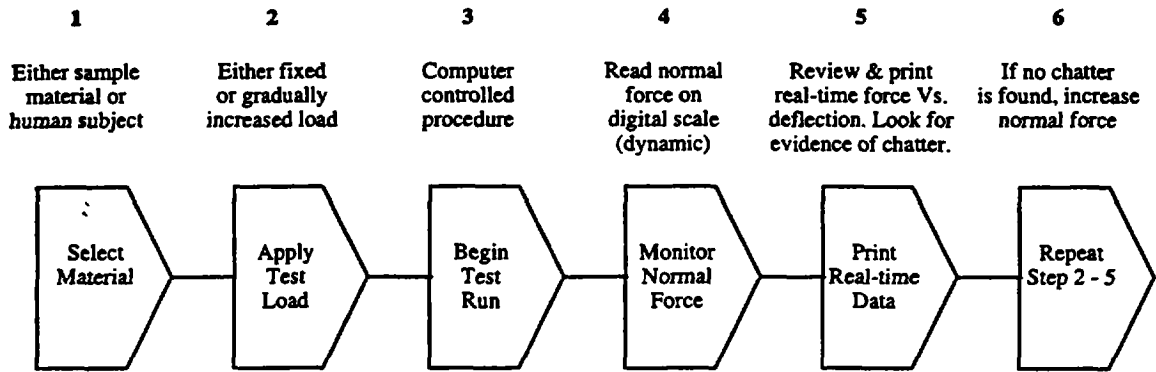 1
Either sample
material or
human subject
2
Either fixed
or gradually
increased load
3
Computer
controlled
procedure
4
Read normal
force on
digital scale
(dynamic)
5
Review & print
real-time force Vs.
deflection. Look for
evidence of chatter.
6
If no chatter
is found, increase
normal force
Select
Material
Apply
Test
Load
Begin
Test
Run
Monitor
Normal
Force
Print
Real-time
Data
Repeat
Step 2 - 5